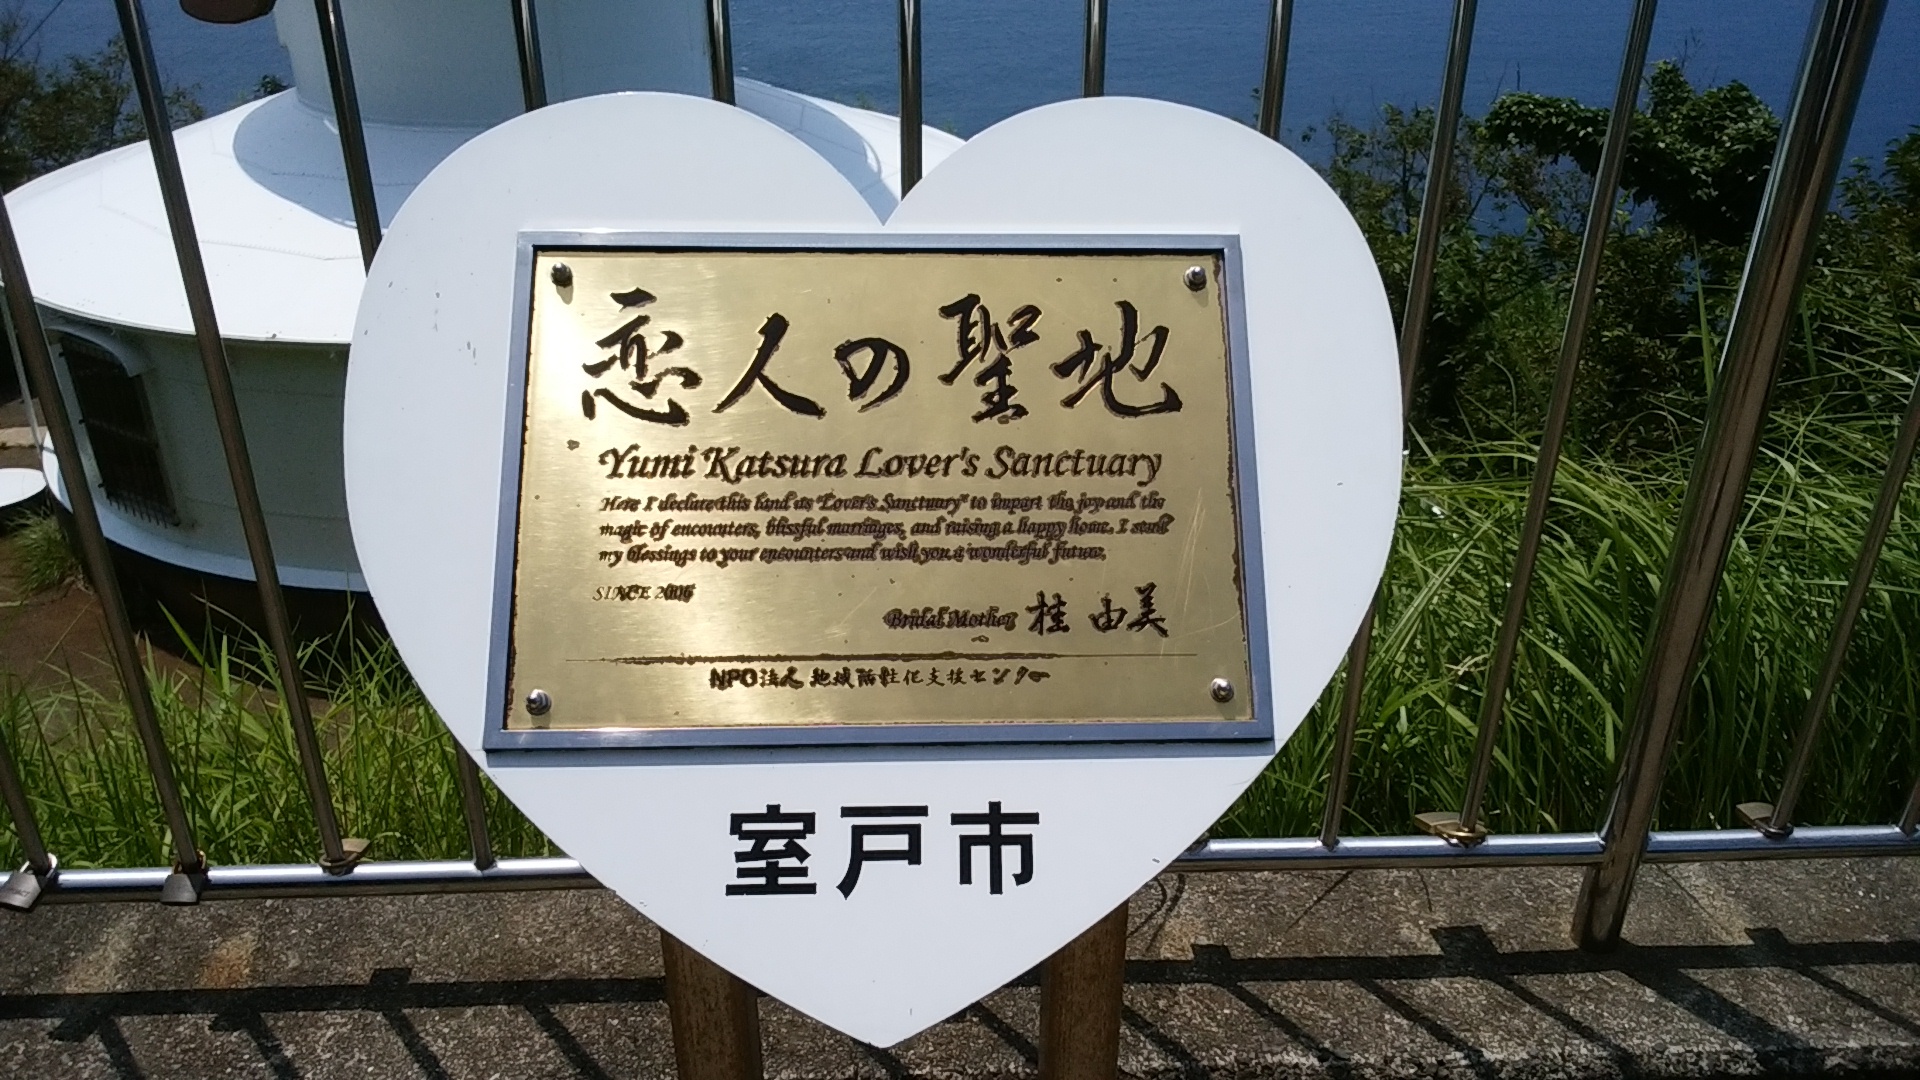 恋人の聖地
Yumi Katsura Lover's Sanctuary
Here I declare this land as "Lover's Sanctuary" to impart the joy and the
magic of encounters, blissful marriages, and raising a happy home. I send
my blessings to your encounters and wish you a wonderful future.
SINCE 2006
Bridal Mother 桂 由美
NPO法人 地域活性化支援センター
室戸市